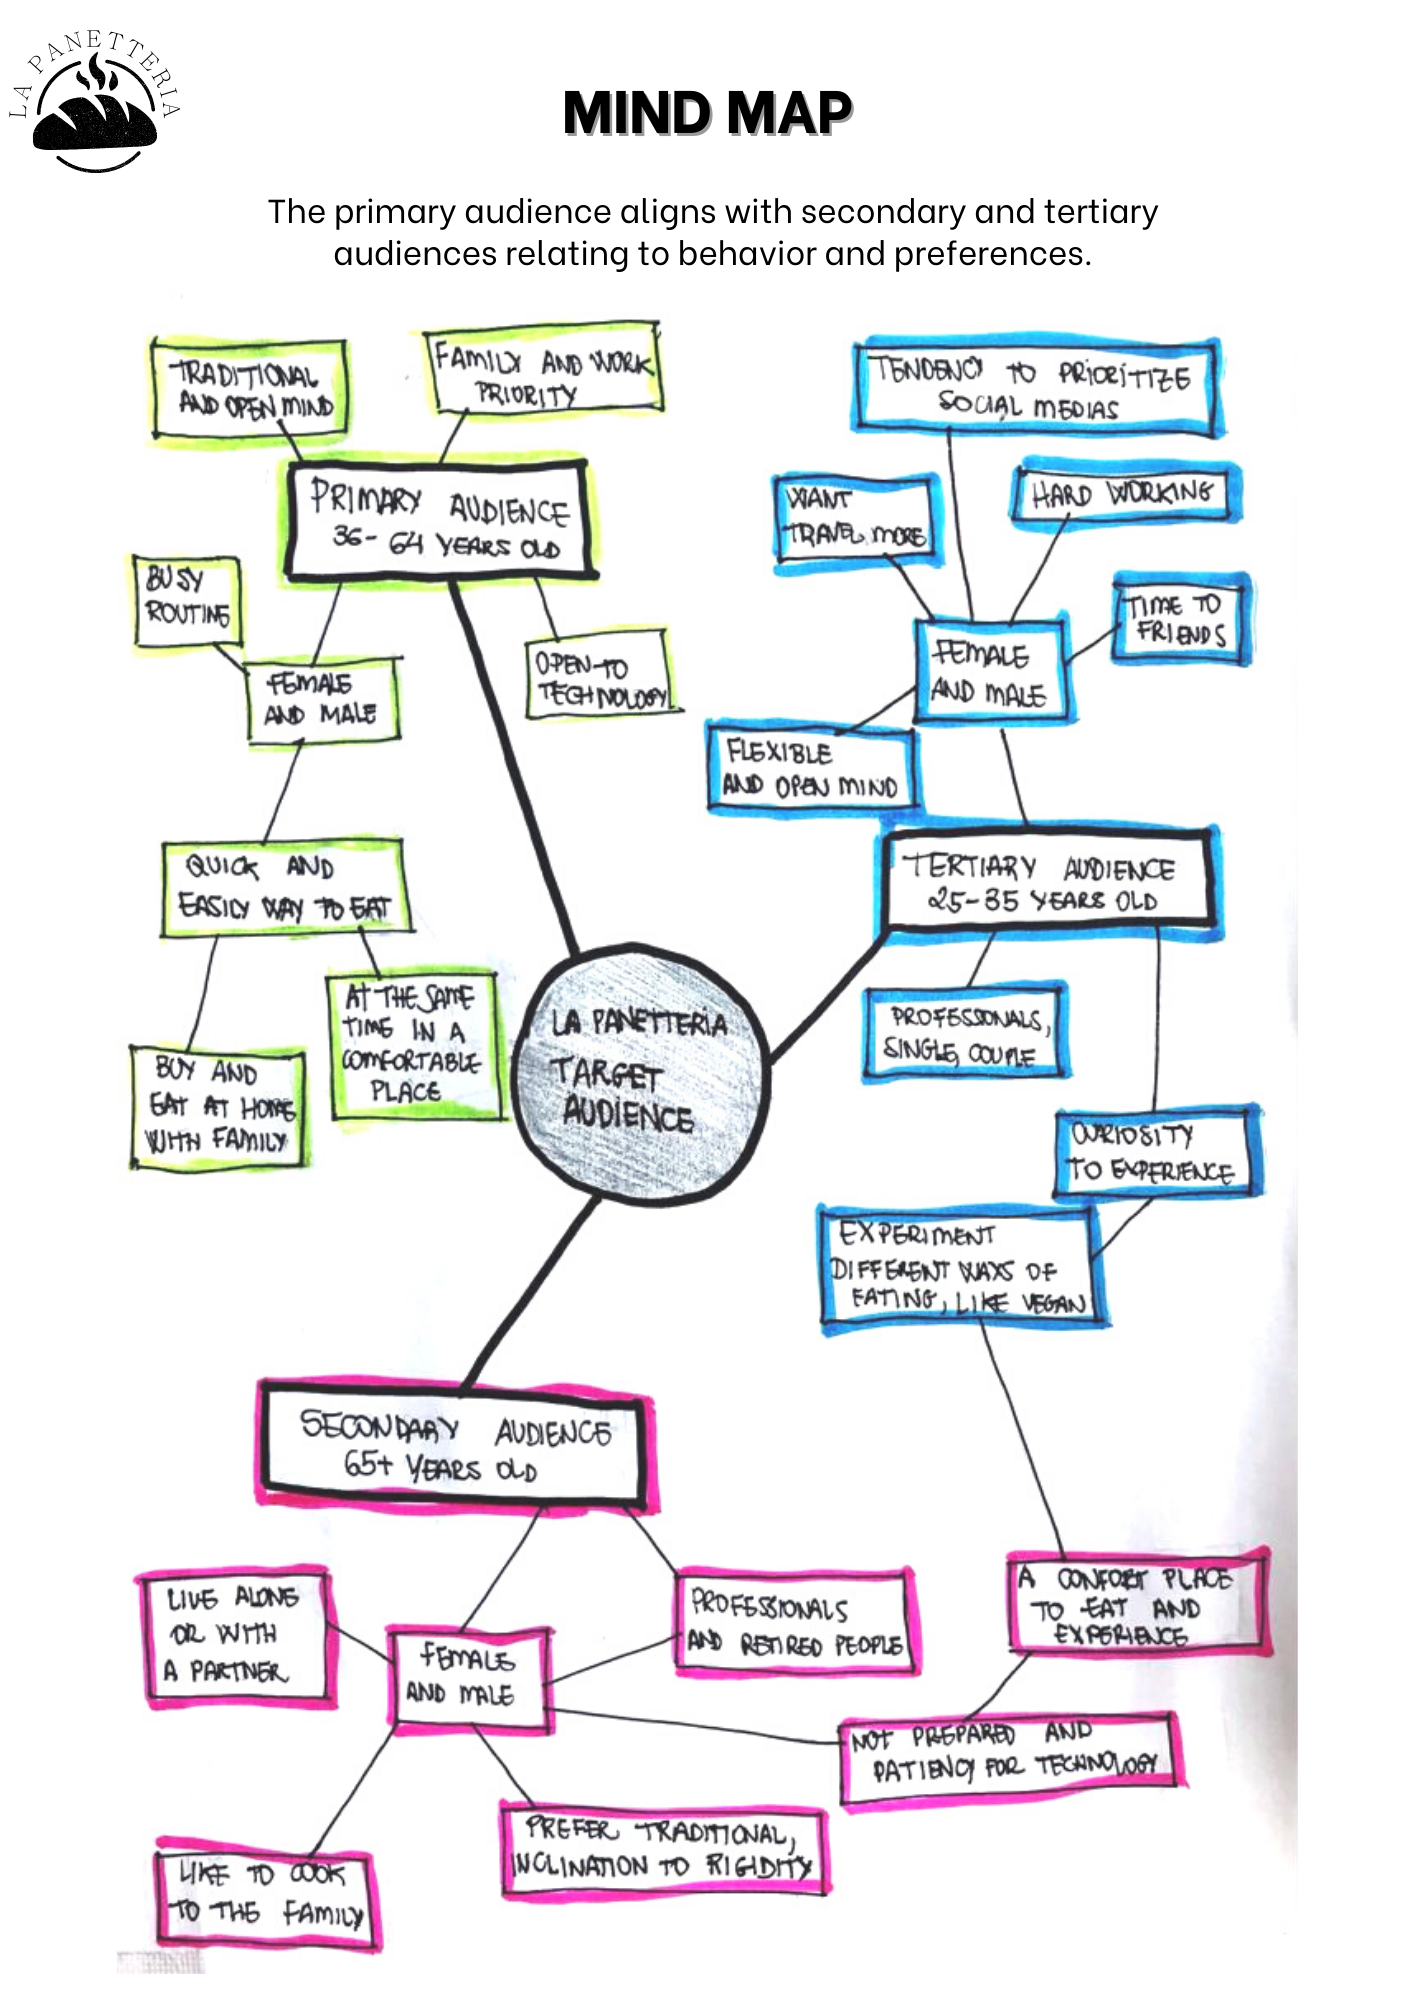 LA PANETTERIA
MIND MAP
The primary audience aligns with secondary and tertiary
audiences relating to behavior and preferences.
TRADITIONAL
AND OPEN MIND
FAMILY AND WORK
PRIORITY
PRIMARY AUDIENCE
36- 64 YEARS OLD
BUSY
ROUTINE
FEMALE
AND MALE
OPEN TO
TECHNOLOGY
QUICK AND
EASILY WAY TO EAT
AT THE SAME
TIME IN A
COMFORTABLE
PLACE
BUY AND
EAT AT HOME
WITH FAMILY
TENDENCY TO PRIORITIZE
SOCIAL MEDIAS
WANT
TRAVEL MORE
HARD WORKING
TIME TO
FRIENDS
FEMALE
AND MALE
FLEXIBLE
AND OPEN MIND
TERTIARY AUDIENCE
25-35 YEARS OLD
PROFESSIONALS,
SINGLE, COUPLE
CURIOSITY
TO EXPERIENCE
EXPERIMENT
DIFFERENT WAYS OF
EATING, LIKE VEGAN
LA PANETTERIA
TARGET
AUDIENCE
SECONDARY AUDIENCE
65+ YEARS OLD
LIVE ALONE
OR WITH
A PARTNER
FEMALE
AND MALE
PROFESSIONALS
AND RETIRED PEOPLE
A CONFORT PLACE
TO EAT AND
EXPERIENCE
NOT PREPARED AND
PATIENCY FOR TECHNOLOGY
PREFER TRADITIONAL,
INCLINATION TO RIGIDITY
LIKE TO COOK
TO THE FAMILY